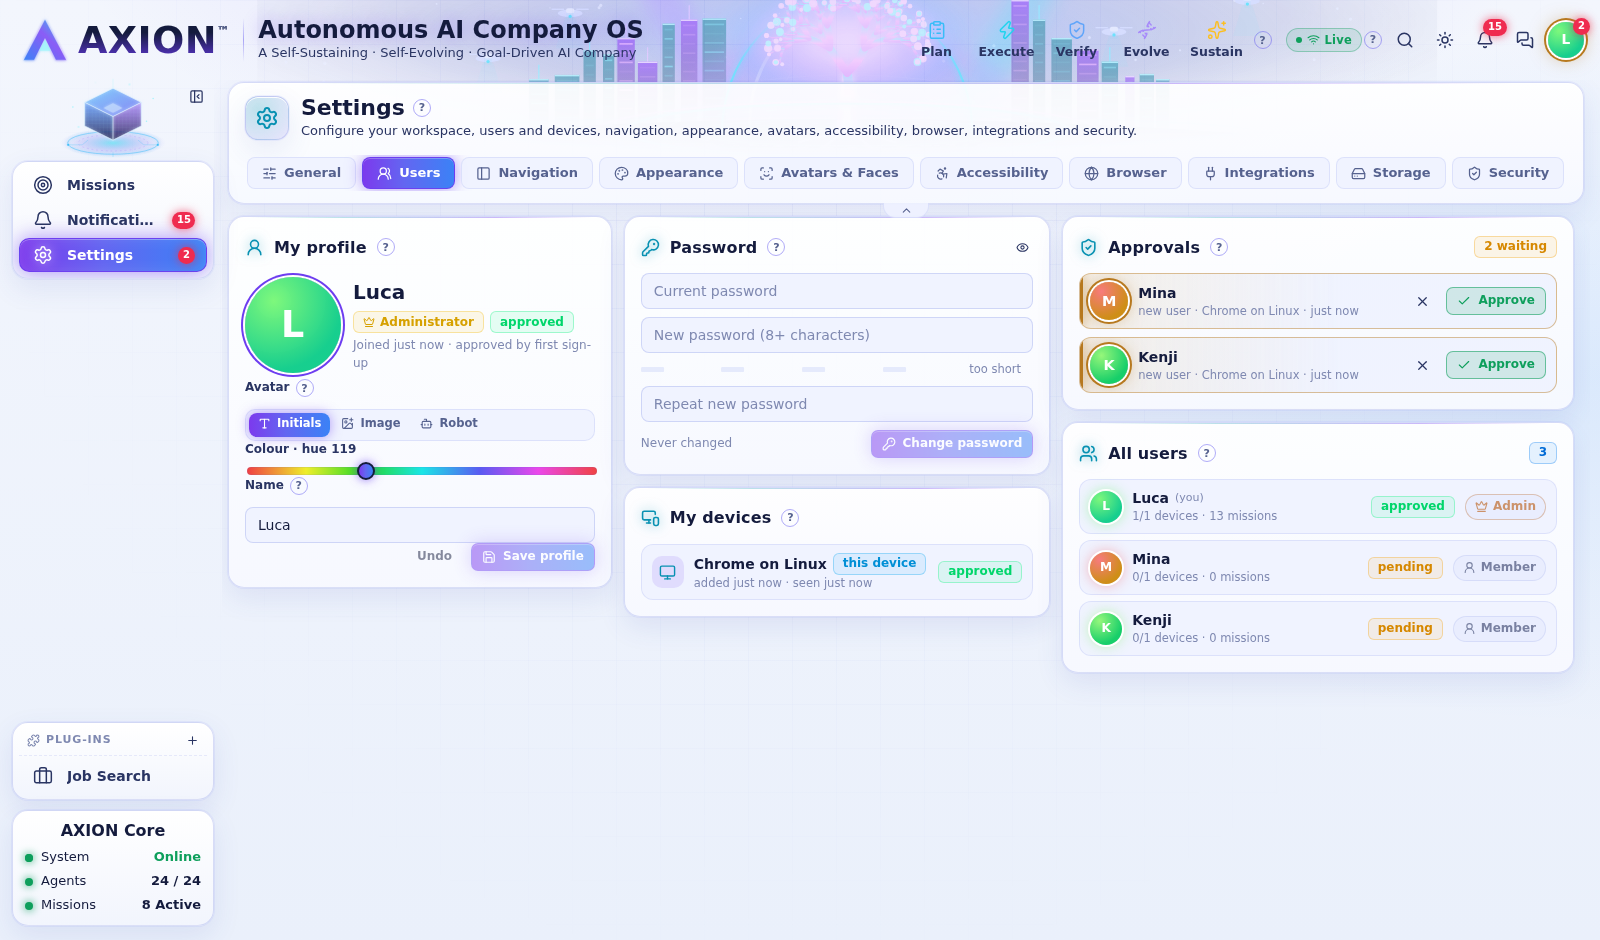 AXION™
Autonomous AI Company OS
A Self-Sustaining · Self-Evolving · Goal-Driven AI Company
Plan
Execute
Verify
Evolve
Sustain
?
Live
?
15
L
2
Missions
Notificati...
15
Settings
2
PLUG-INS
+
Job Search
AXION Core
System Online
Agents 24 / 24
Missions 8 Active
Settings ?
Configure your workspace, users and devices, navigation, appearance, avatars, accessibility, browser, integrations and security.
General
Users
Navigation
Appearance
Avatars & Faces
Accessibility
Browser
Integrations
Storage
Security
My profile ?
L
Luca
Administrator
approved
Joined just now · approved by first sign-
up
Avatar ?
Initials
Image
Robot
Colour · hue 119
Name ?
Luca
Undo
Save profile
Password ?
Current password
New password (8+ characters)
too short
Repeat new password
Never changed
Change password
My devices ?
Chrome on Linux this device
added just now · seen just now
approved
Approvals ?
2 waiting
M
Mina
new user · Chrome on Linux · just now
Approve
K
Kenji
new user · Chrome on Linux · just now
Approve
All users ?
3
L
Luca (you)
1/1 devices · 13 missions
approved
Admin
M
Mina
0/1 devices · 0 missions
pending
Member
K
Kenji
0/1 devices · 0 missions
pending
Member